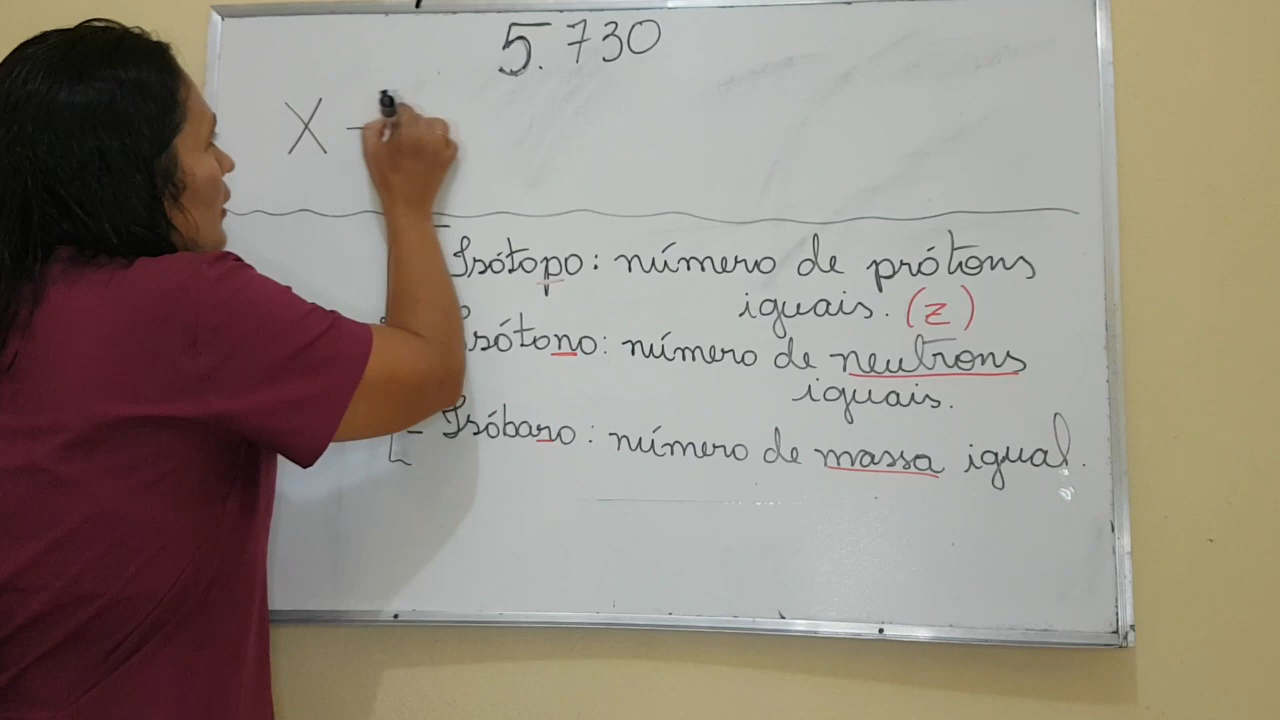 5.730
X -
- Isótopo: número de prótons
iguais. (z)
Isótono: número de neutrons
iguais.
- Isóbaro: número de massa igual.